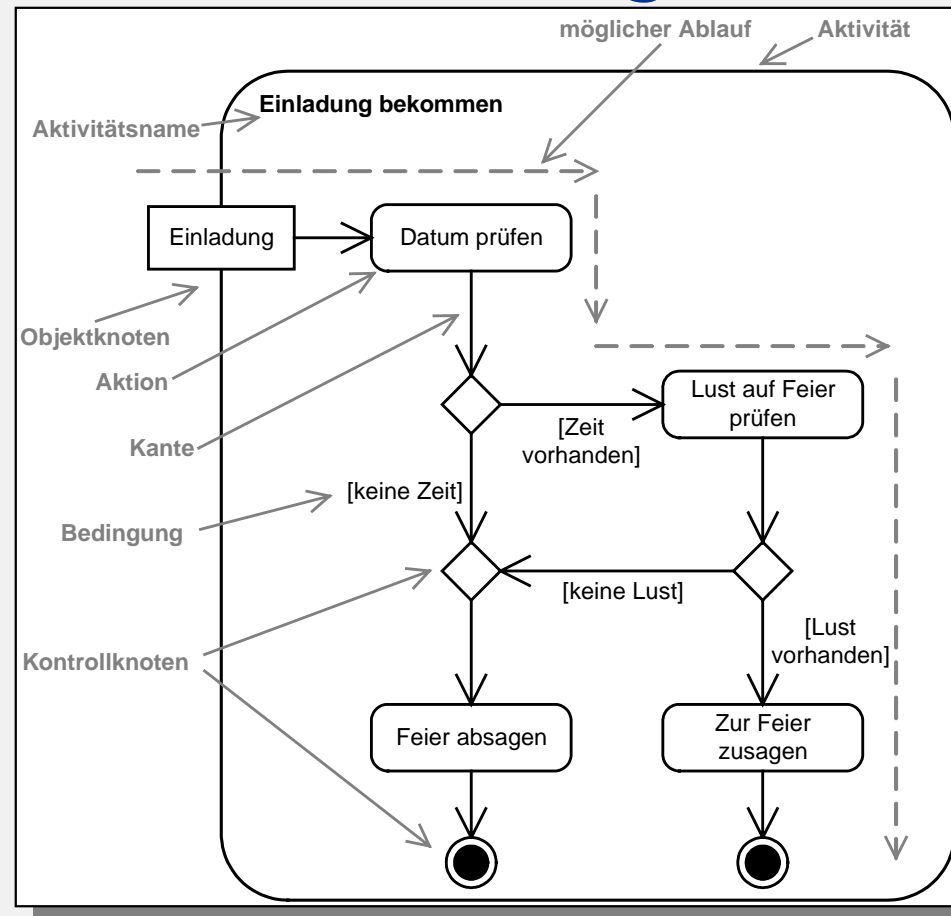 möglicher Ablauf
Aktivität
Einladung bekommen
Aktivitätsname
Einladung
Datum prüfen
Objektknoten
Aktion
Lust auf Feier
prüfen
[Zeit
vorhanden]
Kante
[keine Zeit]
Bedingung
[keine Lust]
[Lust
vorhanden]
Kontrollknoten
Feier absagen
Zur Feier
zusagen